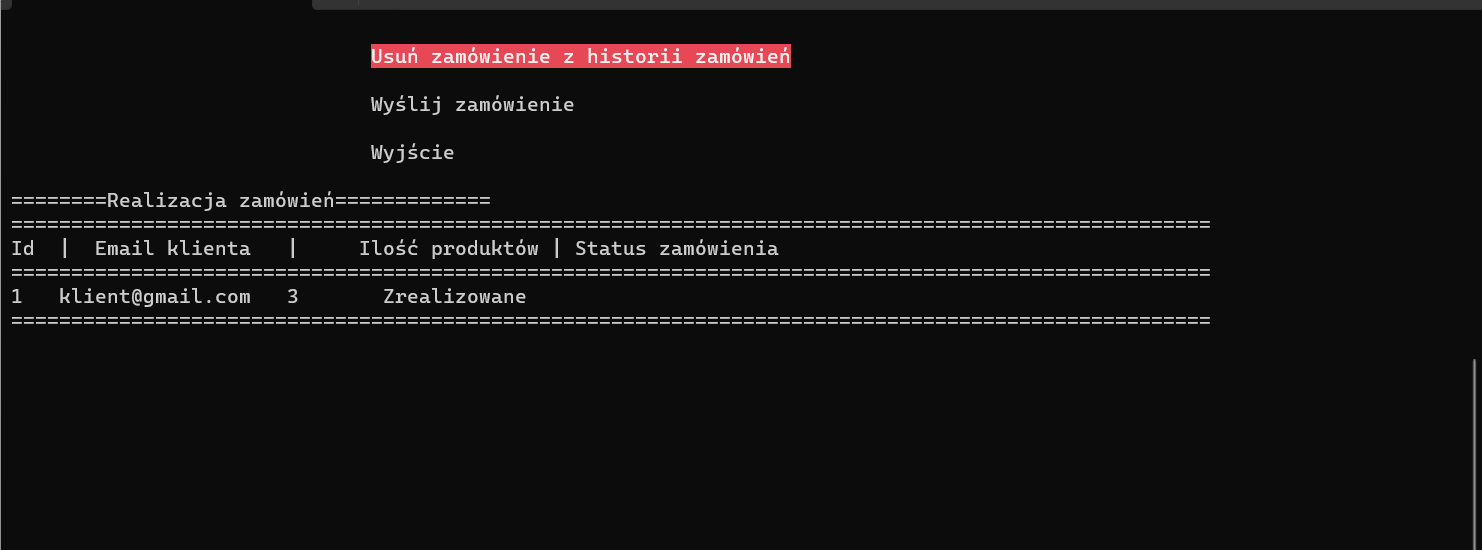 Usuń zamówienie z historii zamówień
Wyślij zamówienie
Wyjście
========Realizacja zamówień=============
====================================================================================================
Id  |  Email klienta   |     Ilość produktów | Status zamówienia
====================================================================================================
1   klient@gmail.com   3       Zrealizowane
====================================================================================================